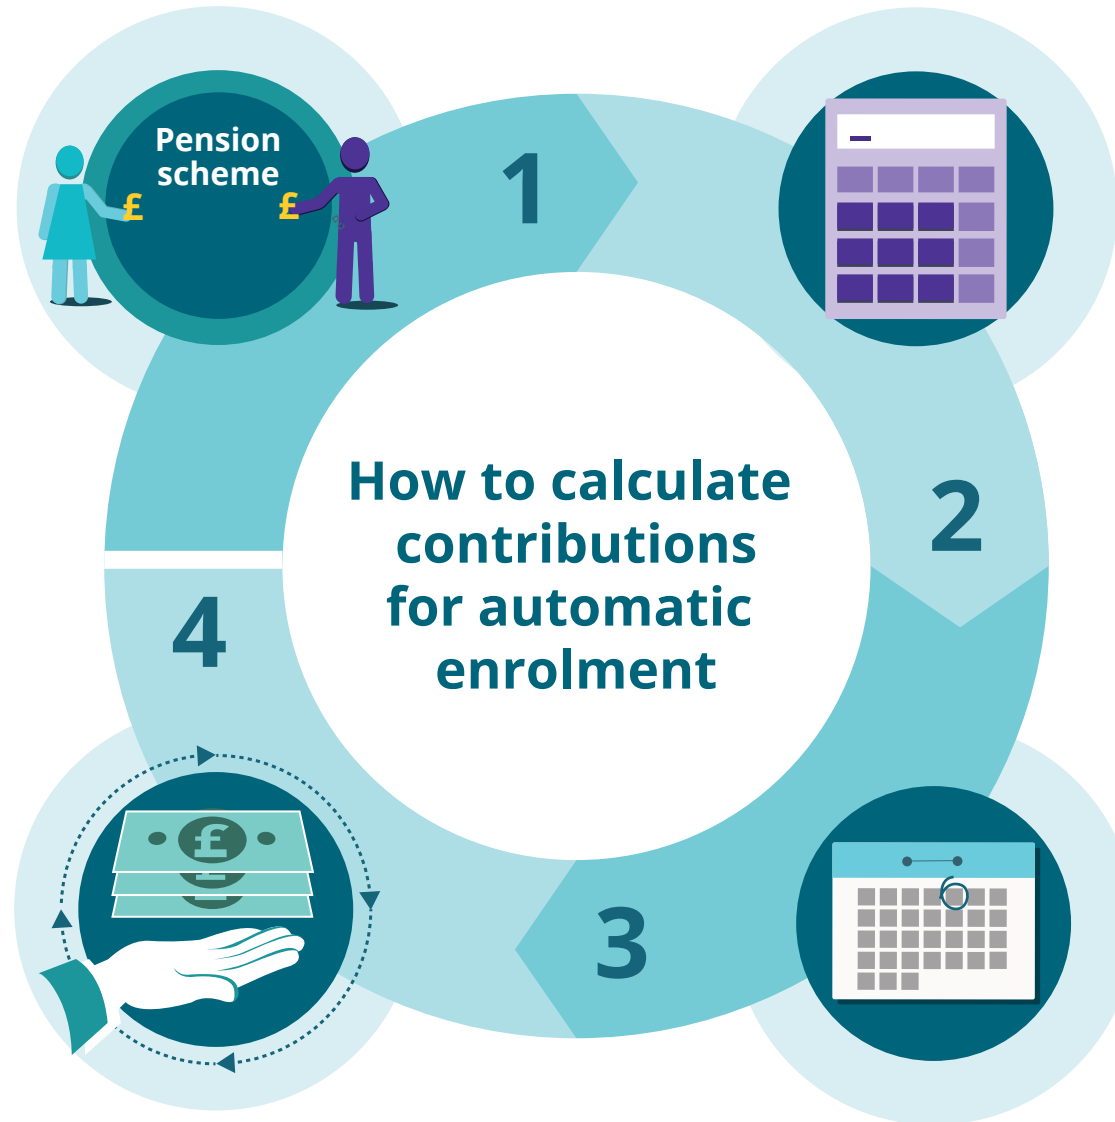 Pension
scheme
£
£
1
2
How to calculate
contributions
for automatic
enrolment
4
3
£
6